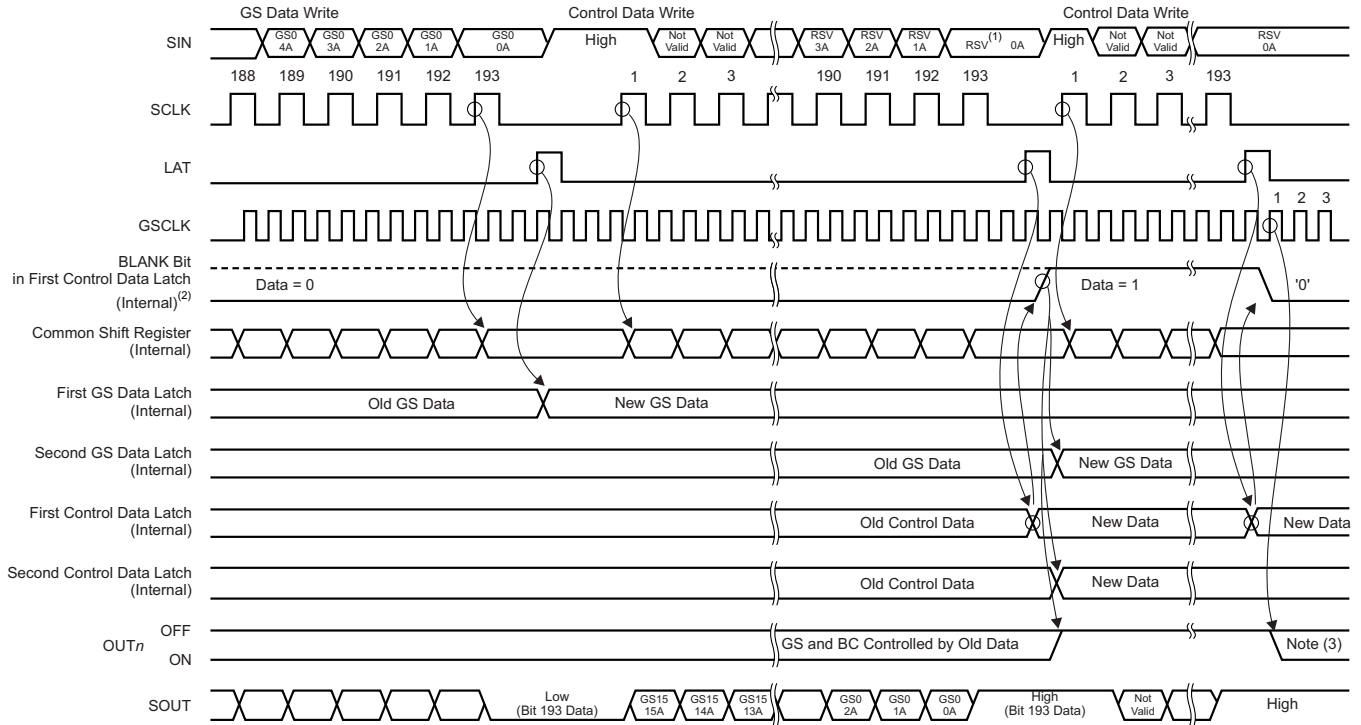 GS Data Write
Control Data Write
Control Data Write
SIN
GS0 4A
GS0 3A
GS0 2A
GS0 1A
GS0 0A
High
Not Valid
Not Valid
RSV 3A
RSV 2A
RSV 1A
RSV(1) 0A
High
Not Valid
Not Valid
RSV 0A
188 189 190 191 192 193 1 2 3 190 191 192 193 1 2 3 193
SCLK
LAT
1 2 3
GSCLK
BLANK Bit
in First Control Data Latch
(Internal)(2)
Data = 0
Data = 1
'0'
Common Shift Register
(Internal)
First GS Data Latch
(Internal)
Old GS Data
New GS Data
Second GS Data Latch
(Internal)
Old GS Data
New GS Data
First Control Data Latch
(Internal)
Old Control Data
New Data
New Data
Second Control Data Latch
(Internal)
Old Control Data
New Data
OFF
OUTn
ON
GS and BC Controlled by Old Data
Note (3)
SOUT
Low
(Bit 193 Data)
GS15 15A
GS15 14A
GS15 13A
GS0 2A
GS0 1A
GS0 0A
High
(Bit 193 Data)
Not Valid
High